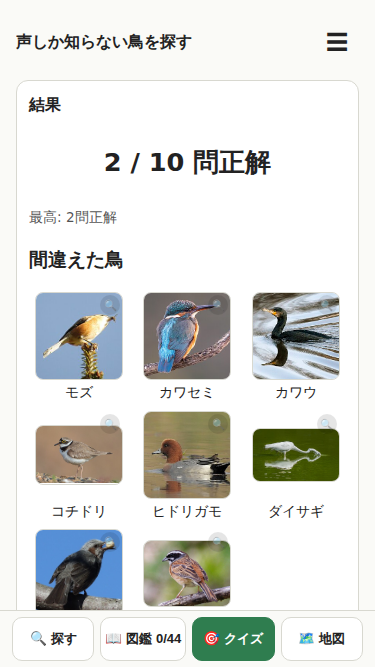 声しか知らない鳥を探す
☰
結果
2 / 10 問正解
最高: 2問正解
間違えた鳥
モズ カワセミ カワウ
コチドリ ヒドリガモ ダイサギ
🔍 探す 📖 図鑑 0/44 🎯 クイズ 🗺️ 地図